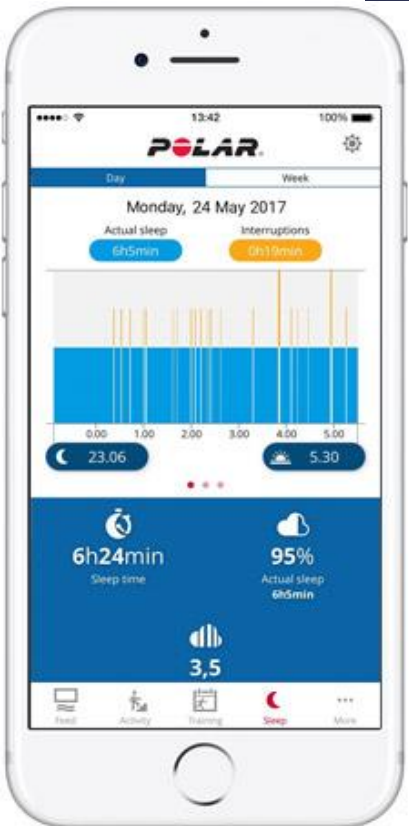 13:42 100%
POLAR
Day Week
Monday, 24 May 2017
Actual sleep Interruptions
6h5min 0h19min
0.00 1.00 2.00 3.00 4.00 5.00
23.06 5.30
6h24min 95%
Sleep time Actual sleep
6h5min
3,5
Feed Activity Training Sleep More